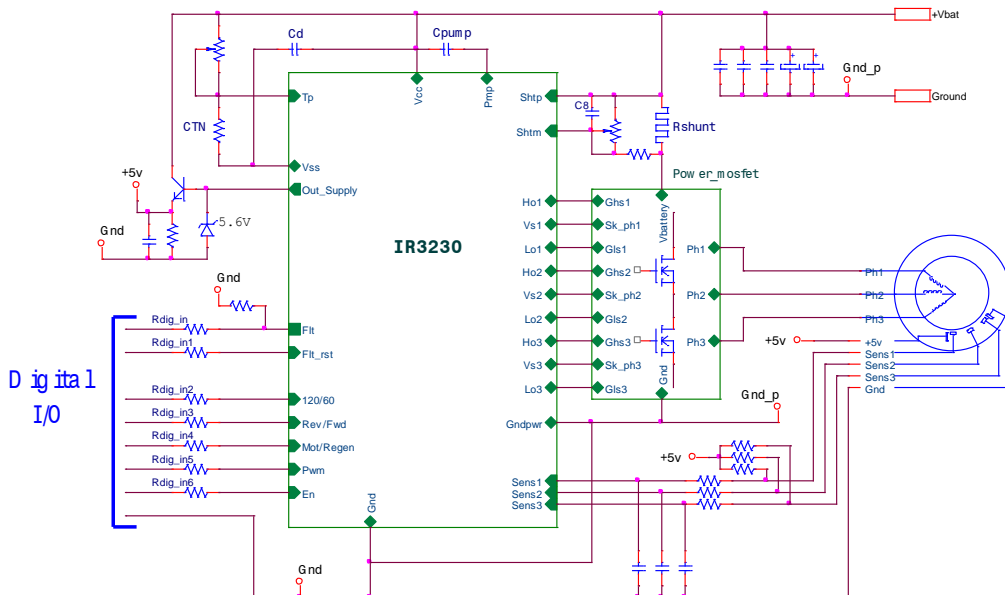 +Vbat
Cd
Cpump
Gnd_p
Ground
Vcc
Pmp
Tp
Shtp
C8
CTN
Shtm
Rshunt
Vss
+5v
Out_Supply
Power_mosfet
5.6V
Gnd
IR3230
Ho1
Ghs1
Vbattery
Vs1
Sk_ph1
Lo1
Gls1
Ph1
Ho2
Ghs2
Ph1
Gnd
Vs2
Sk_ph2
Ph2
Ph2
Lo2
Gls2
Rdig_in
Flt
Ph3
Ho3
Ghs3
Ph3
+5v
+5v
Rdig_in1
Flt_rst
Sens1
Vs3
Sk_ph3
Sens2
Digital
I/O
Sens3
Lo3
Gls3
Gnd
Gnd
Rdig_in2
120/60
Gnd_p
Rdig_in3
Rev/Fwd
Gndpwr
Rdig_in4
Mot/Regen
+5v
Rdig_in5
Pwm
Sens1
Rdig_in6
En
Sens2
Sens3
Gnd
Gnd